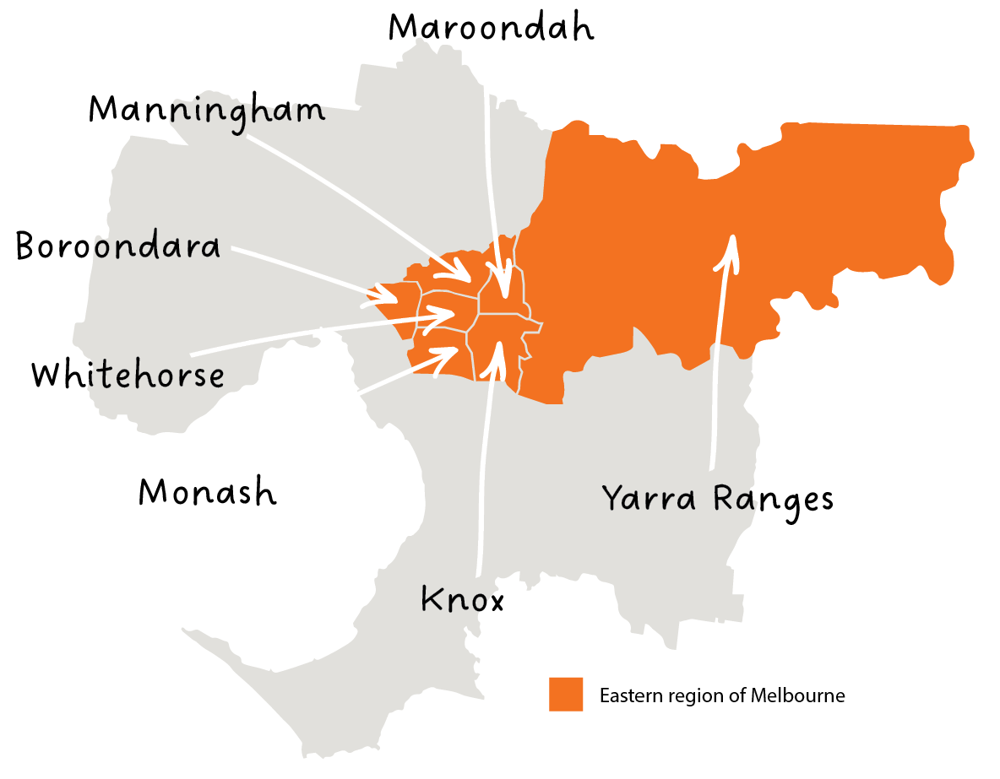 Maroondah
Manningham
Boroondara
Whitehorse
Monash
Yarra Ranges
Knox
Eastern region of Melbourne